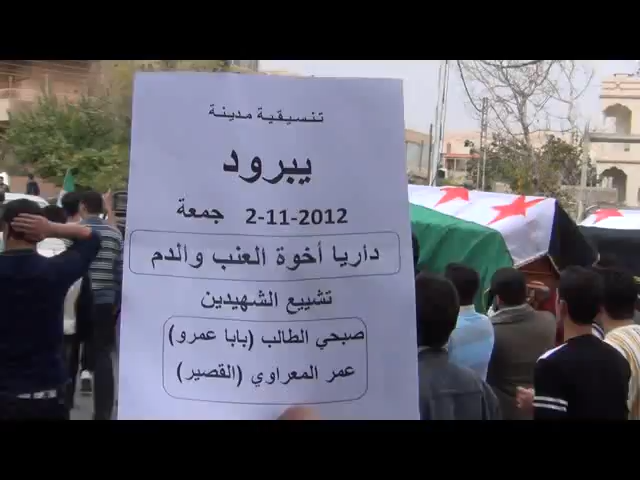 تنسيقية مدينة
يبرود
جمعة 2-11-2012
داريا أخوة العنب والدم
تشييع الشهيدين
صبحي الطالب (بابا عمرو)
عمر المعراوي (القصير)